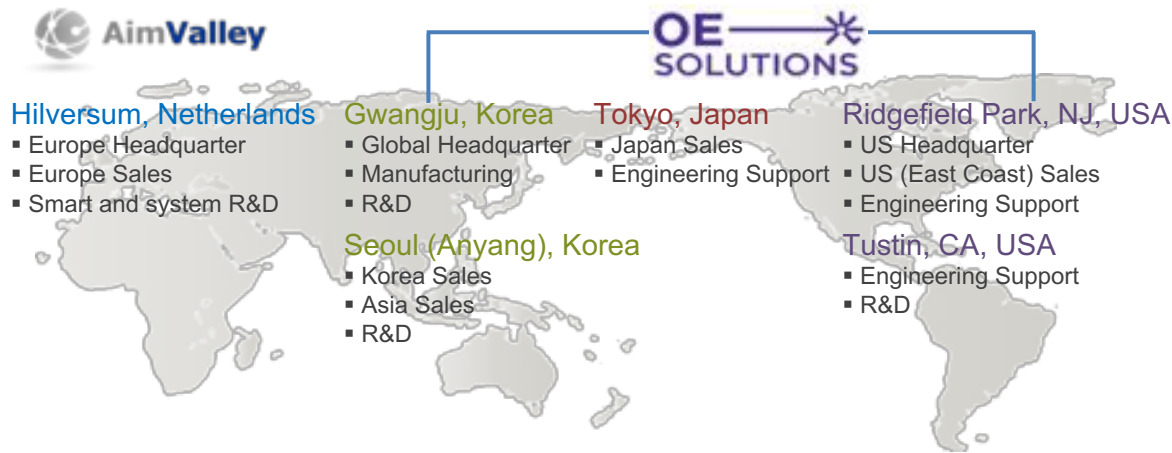 AimValley
OE
SOLUTIONS
Hilversum, Netherlands
▪ Europe Headquarter
▪ Europe Sales
▪ Smart and system R&D
Gwangju, Korea
▪ Global Headquarter
▪ Manufacturing
▪ R&D
Seoul (Anyang), Korea
▪ Korea Sales
▪ Asia Sales
▪ R&D
Tokyo, Japan
▪ Japan Sales
▪ Engineering Support
Ridgefield Park, NJ, USA
▪ US Headquarter
▪ US (East Coast) Sales
▪ Engineering Support
Tustin, CA, USA
▪ Engineering Support
▪ R&D